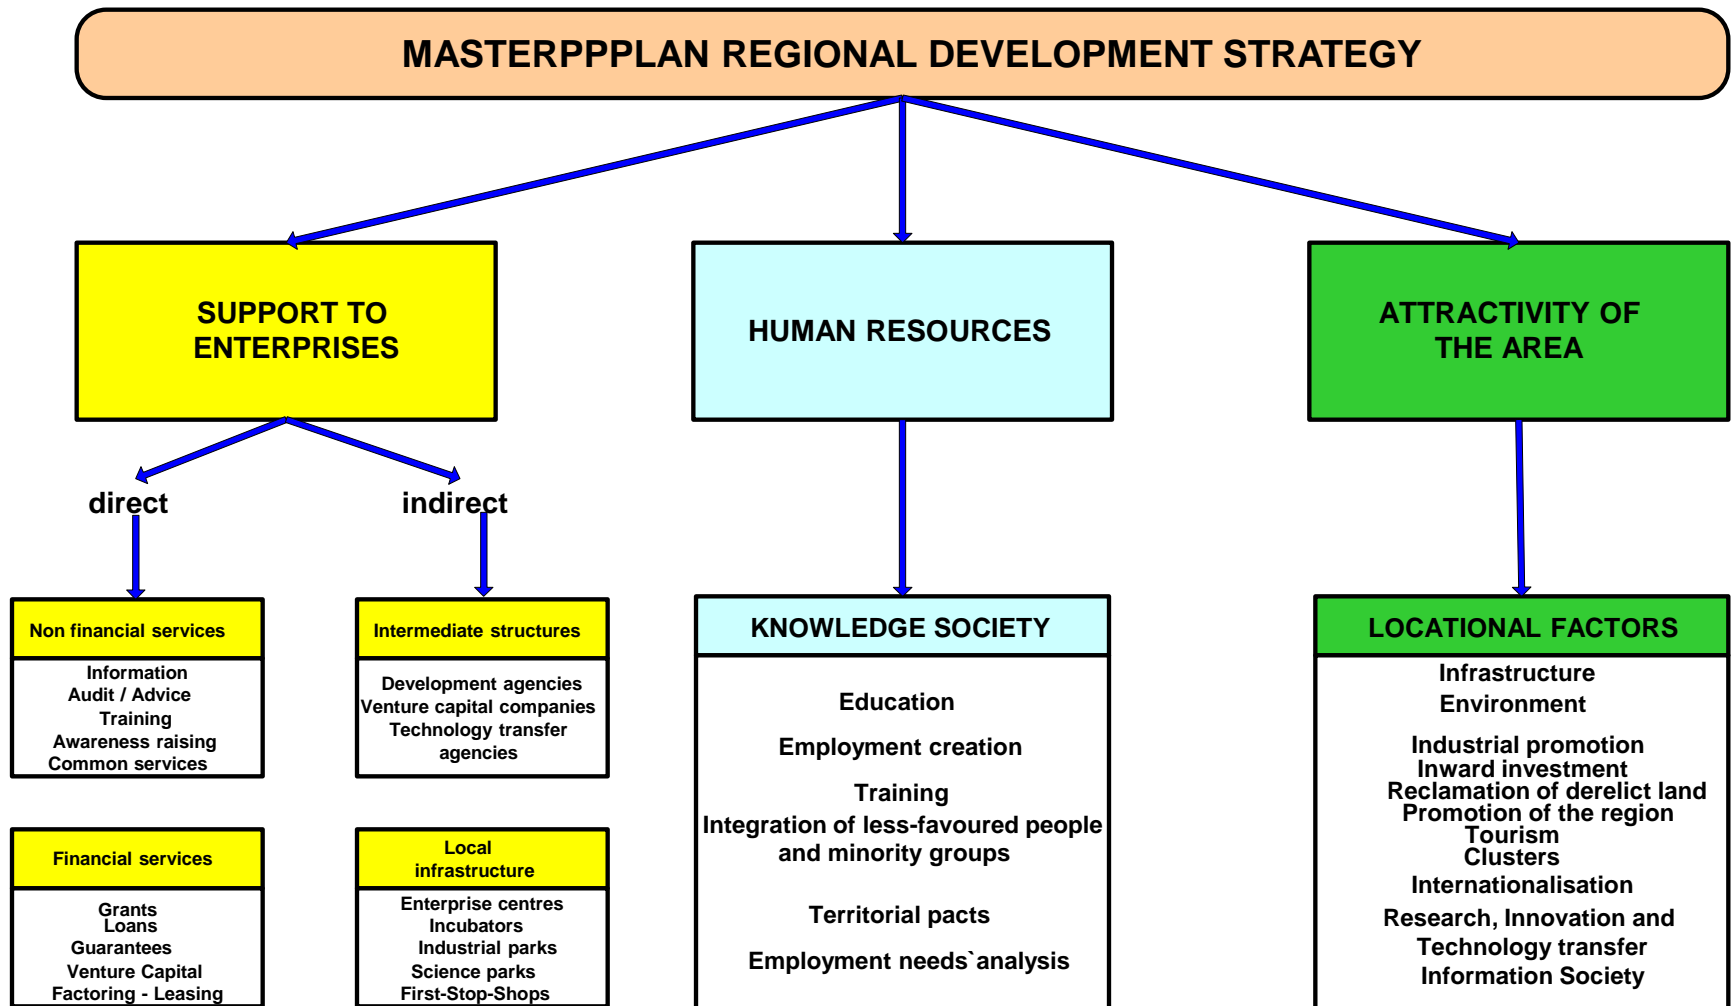 MASTERPPPLAN REGIONAL DEVELOPMENT STRATEGY
SUPPORT TO
ENTERPRISES
HUMAN RESOURCES
ATTRACTIVITY OF
THE AREA
direct
indirect
Non financial services
Information
Audit / Advice
Training
Awareness raising
Common services
Intermediate structures
Development agencies
Venture capital companies
Technology transfer
agencies
Financial services
Grants
Loans
Guarantees
Venture Capital
Factoring - Leasing
Local
infrastructure
Enterprise centres
Incubators
Industrial parks
Science parks
First-Stop-Shops
KNOWLEDGE SOCIETY
Education
Employment creation
Training
Integration of less-favoured people
and minority groups
Territorial pacts
Employment needs`analysis
LOCATIONAL FACTORS
Infrastructure
Environment
Industrial promotion
Inward investment
Reclamation of derelict land
Promotion of the region
Tourism
Clusters
Internationalisation
Research, Innovation and
Technology transfer
Information Society